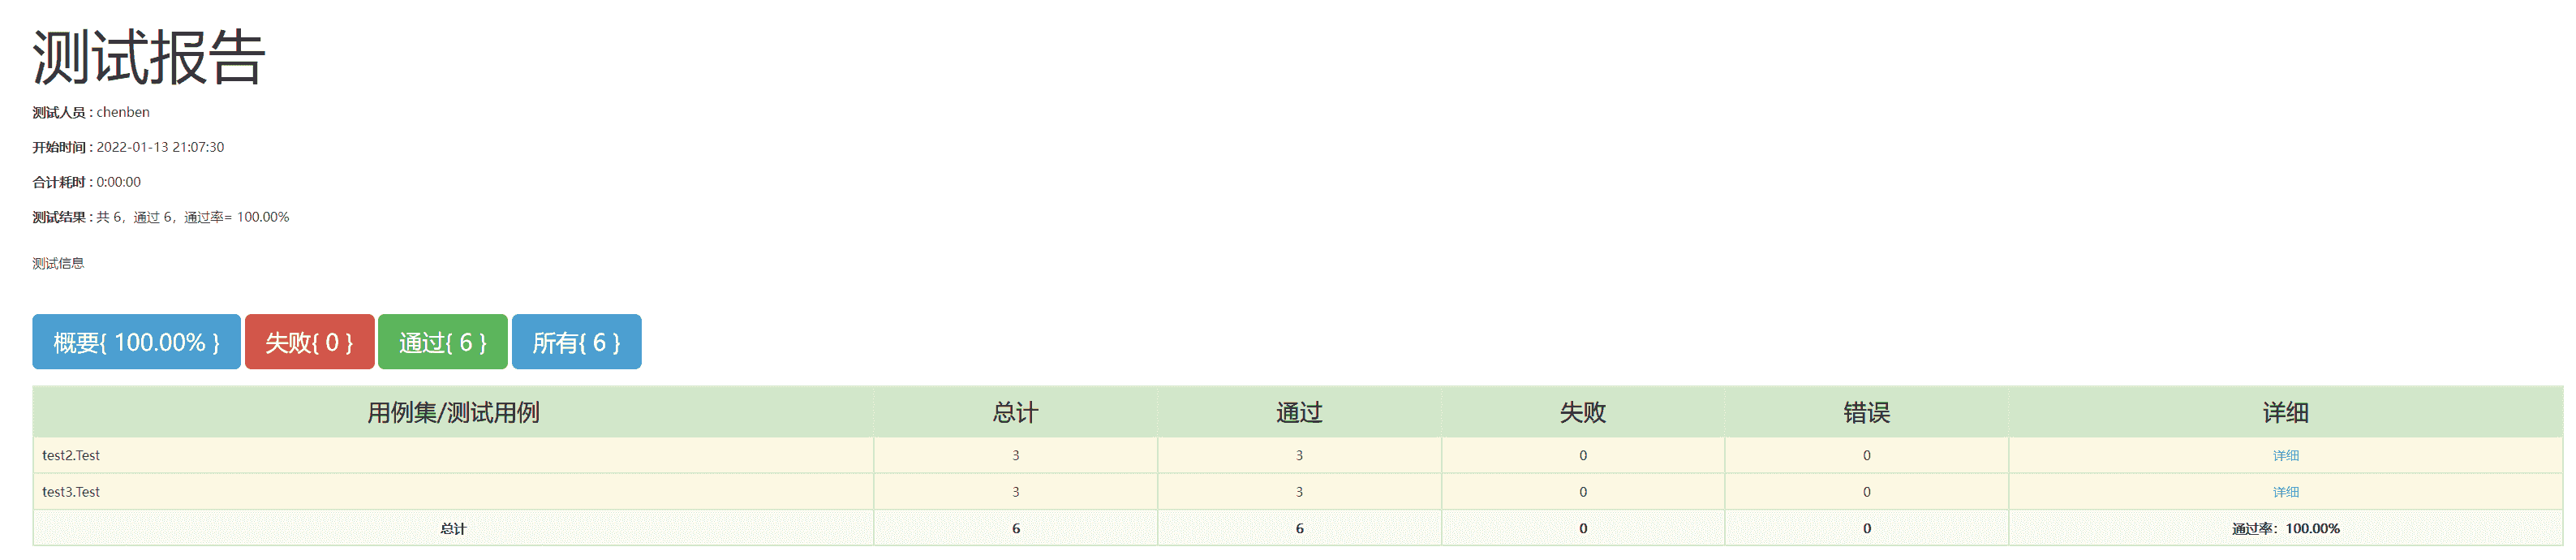 测试报告
测试人员 : chenben
开始时间 : 2022-01-13 21:07:30
合计耗时 : 0:00:00
测试结果 : 共 6，通过 6，通过率= 100.00%
测试信息
概要{ 100.00% } 失败{ 0 } 通过{ 6 } 所有{ 6 }
用例集/测试用例 总计 通过 失败 错误 详细
test2.Test 3 3 0 0 详细
test3.Test 3 3 0 0 详细
总计 6 6 0 0 通过率：100.00%